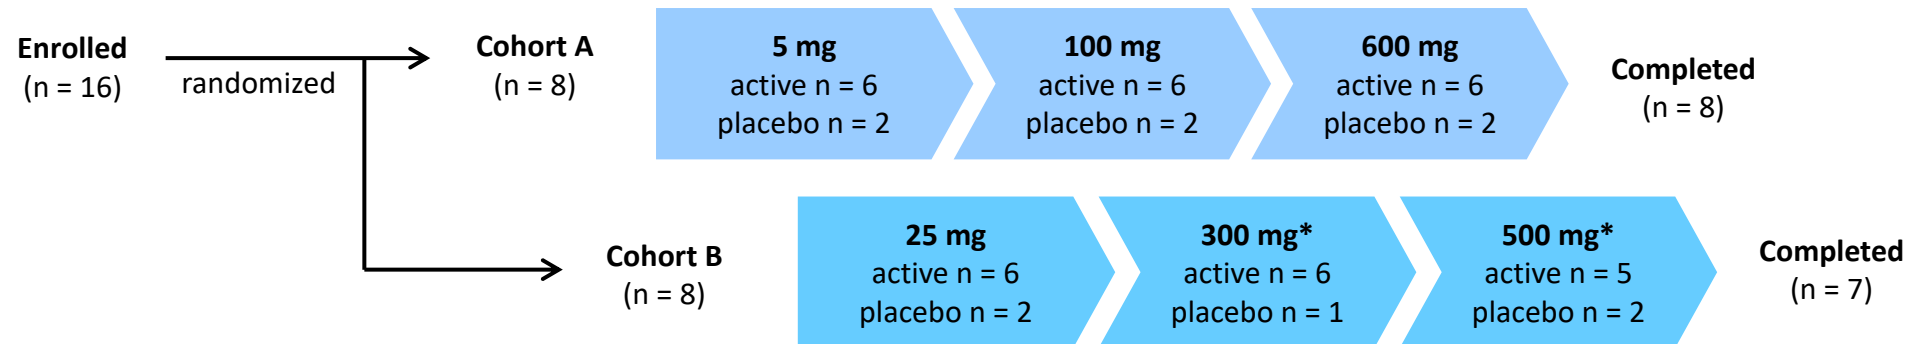 Enrolled
(n = 16)
randomized
Cohort A
(n = 8)
5 mg
active n = 6
placebo n = 2
100 mg
active n = 6
placebo n = 2
600 mg
active n = 6
placebo n = 2
Completed
(n = 8)
Cohort B
(n = 8)
25 mg
active n = 6
placebo n = 2
300 mg*
active n = 6
placebo n = 1
500 mg*
active n = 5
placebo n = 2
Completed
(n = 7)